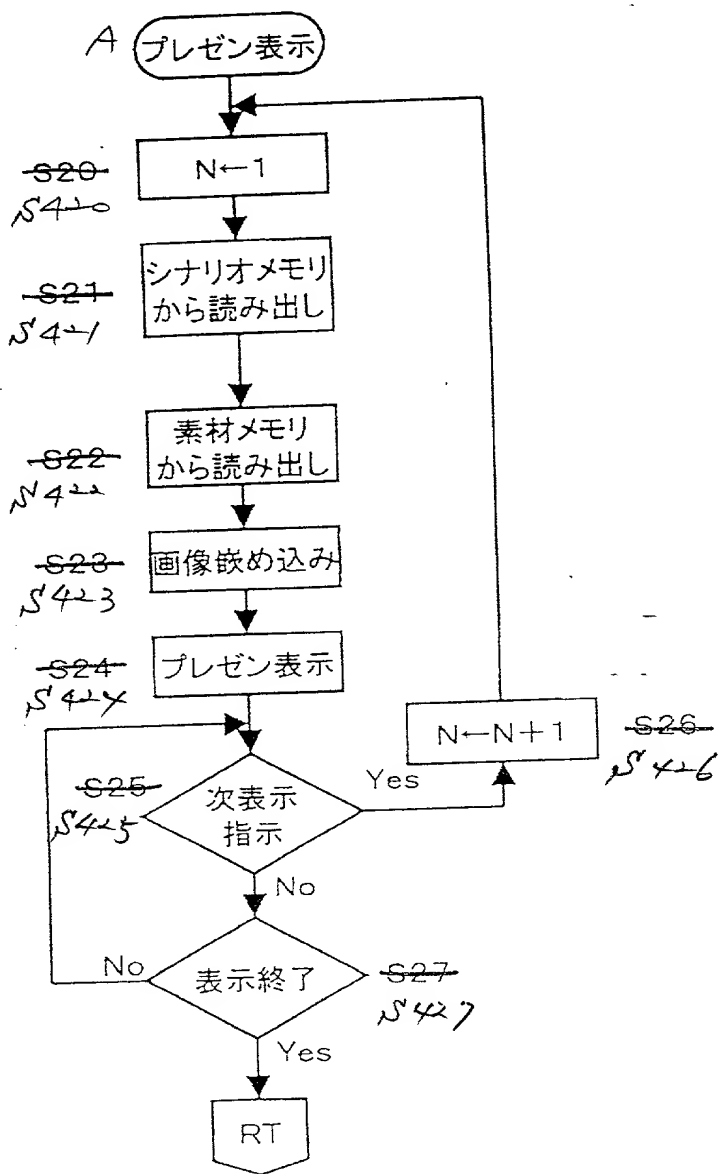 A
プレゼン表示
S20
S420
N←1
S21
S421
シナリオメモリ
から読み出し
S22
S422
素材メモリ
から読み出し
S23
S423
画像嵌め込み
S24
S424
プレゼン表示
N←N+1
S26
S426
S25
S425
次表示
指示
Yes
No
No
表示終了
S27
S427
Yes
RT